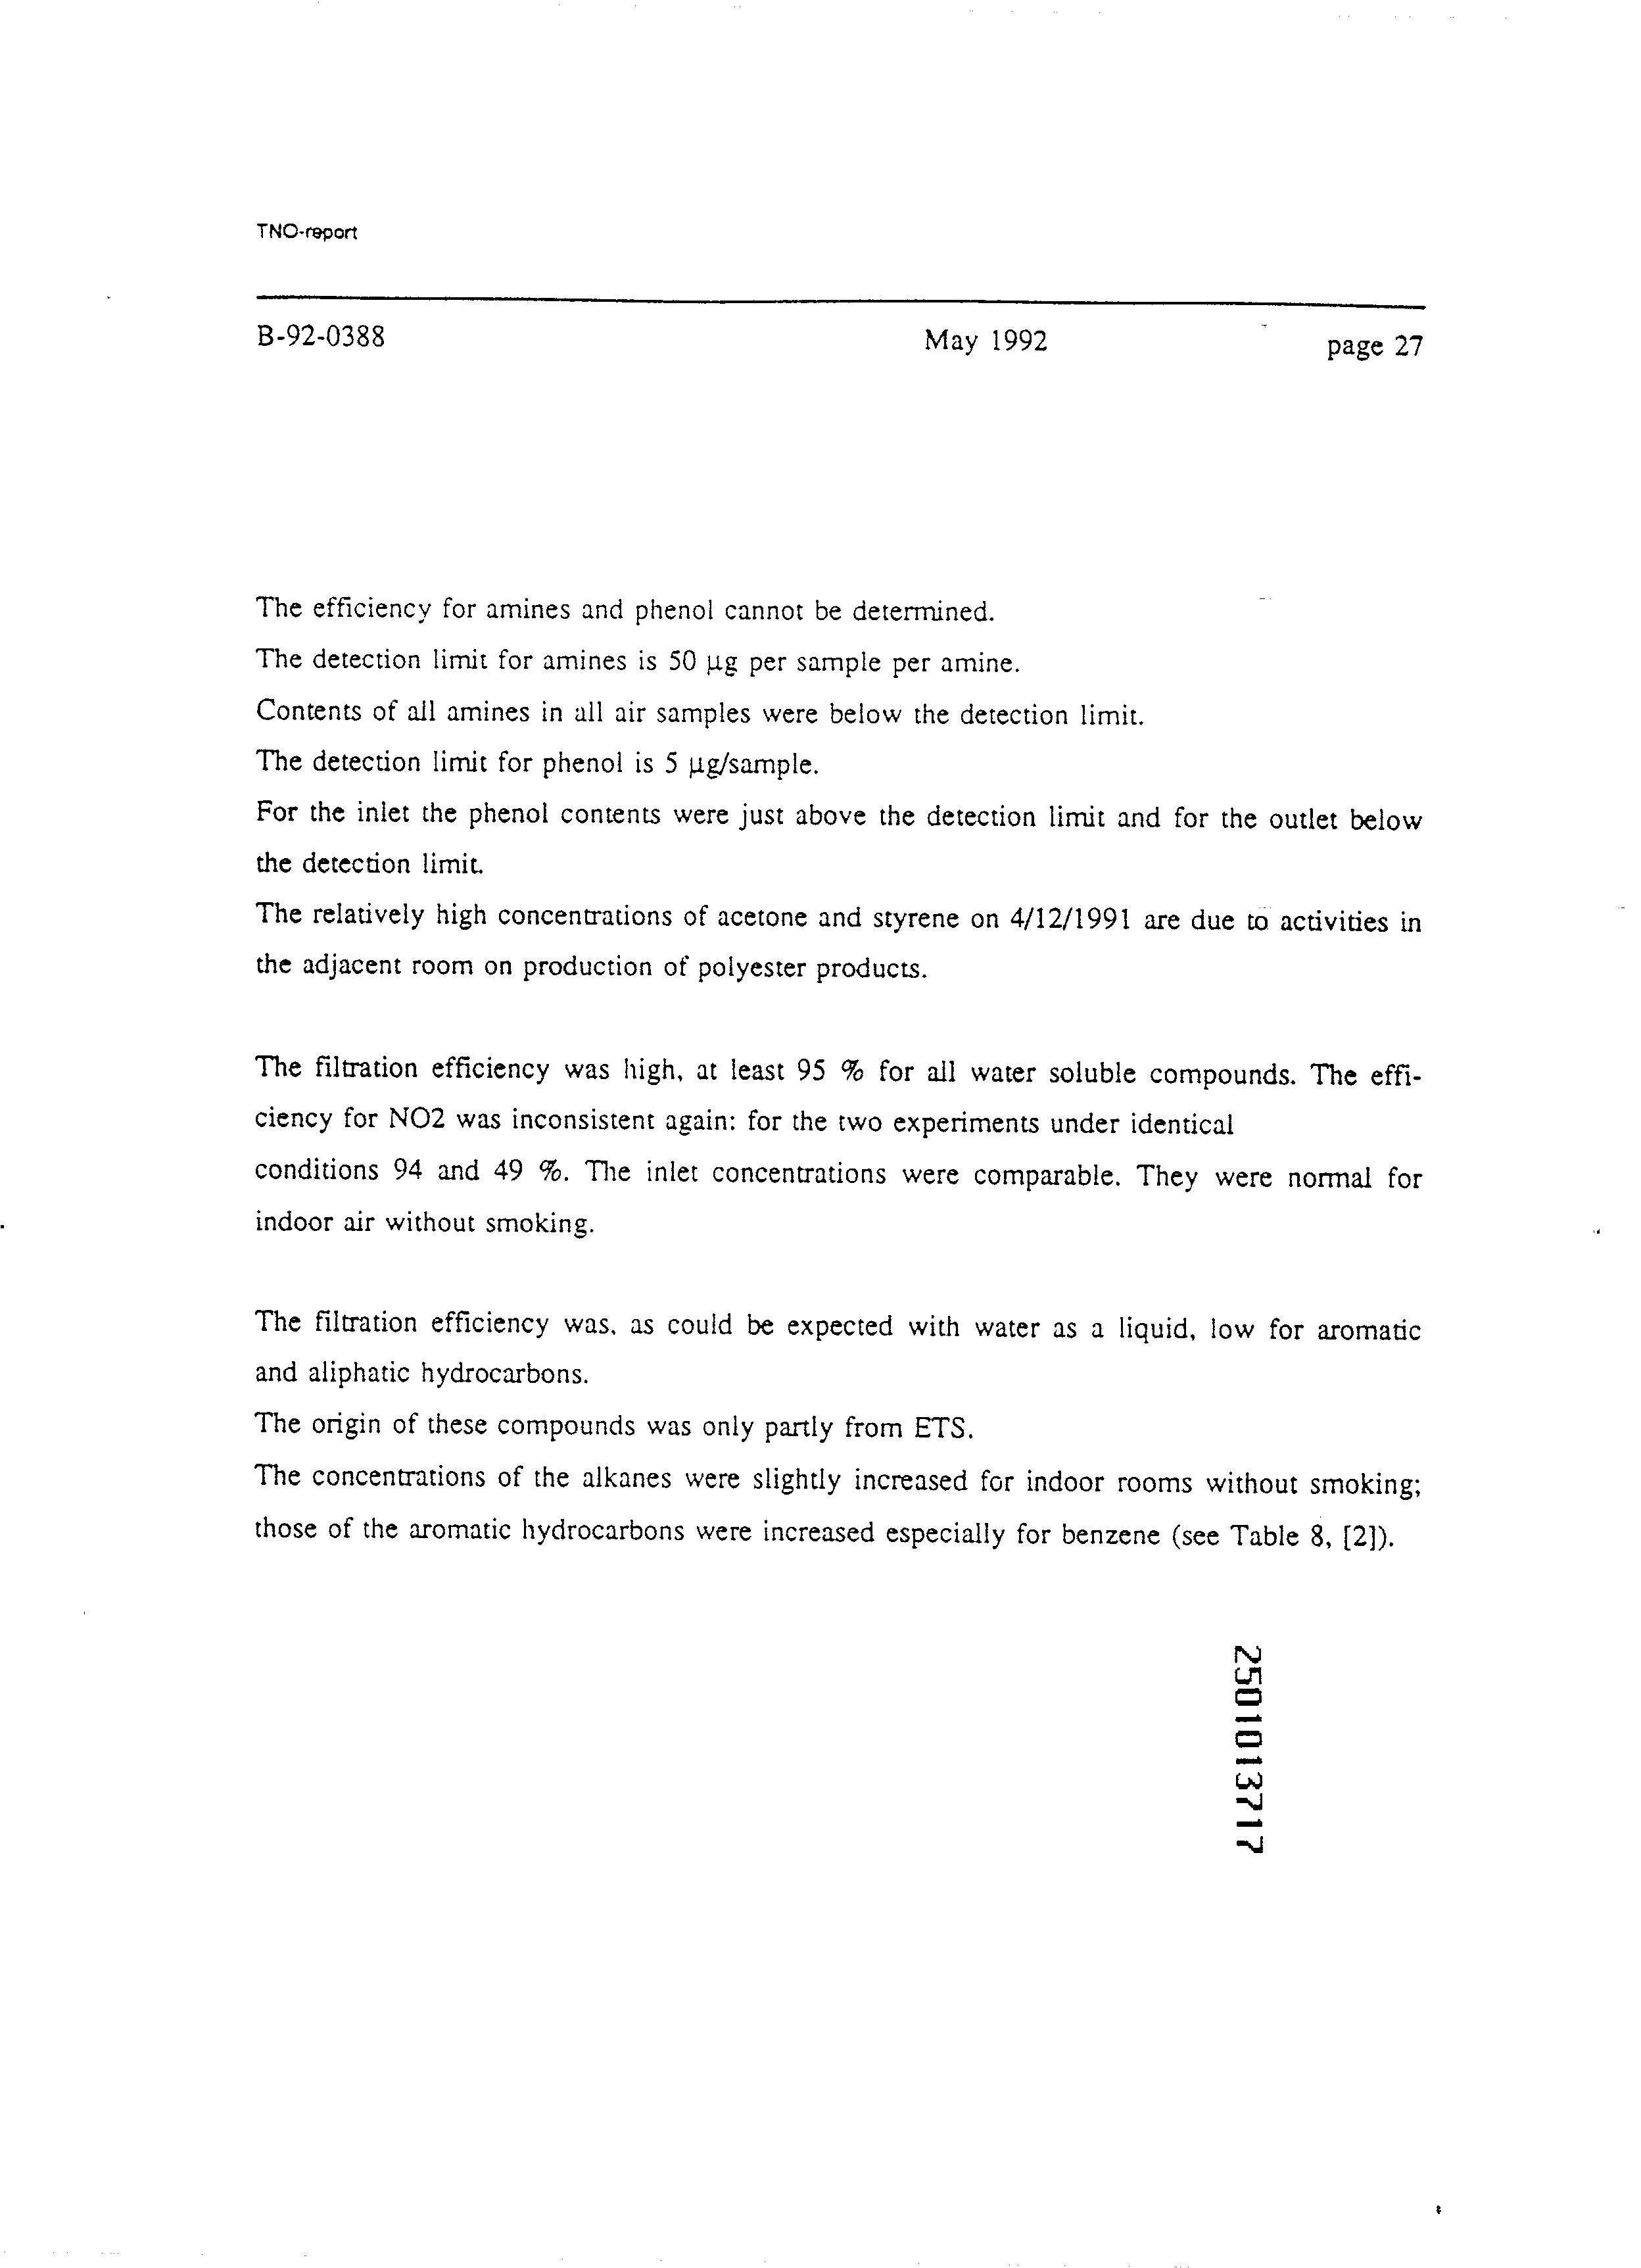 TNO-report
B-92-0388 May 1992 page 27
The efficiency for amines and phenol cannot be determined.
The detection limit for amines is 50 µg per sample per amine.
Contents of all amines in all air samples were below the detection limit.
The detection limit for phenol is 5 µg/sample.
For the inlet the phenol contents were just above the detection limit and for the outlet below
the detection limit.
The relatively high concentrations of acetone and styrene on 4/12/1991 are due to activities in
the adjacent room on production of polyester products.
The filtration efficiency was high, at least 95 % for all water soluble compounds. The effi-
ciency for NO2 was inconsistent again: for the two experiments under identical
conditions 94 and 49 %. The inlet concentrations were comparable. They were normal for
indoor air without smoking.
The filtration efficiency was, as could be expected with water as a liquid, low for aromatic
and aliphatic hydrocarbons.
The origin of these compounds was only partly from ETS.
The concentrations of the alkanes were slightly increased for indoor rooms without smoking;
those of the aromatic hydrocarbons were increased especially for benzene (see Table 8, [2]).
2501013717